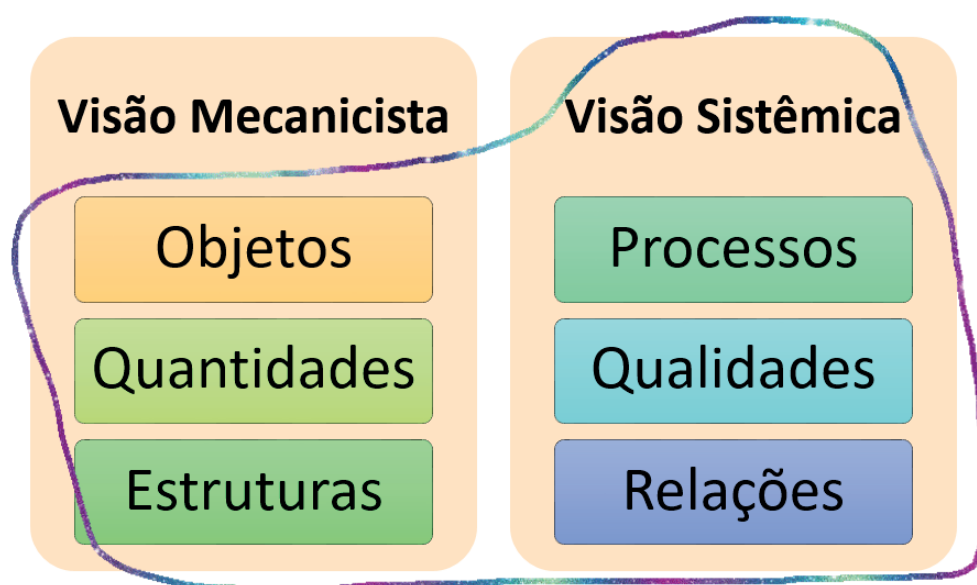 Visão Mecanicista
Objetos
Quantidades
Estruturas
Visão Sistêmica
Processos
Qualidades
Relações